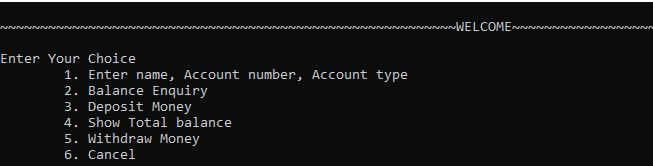 ~~~~~~~~~~~~~~~~~~~~~~~~~~~~~~~~~~~~~~~~~~~~~~~~~~~~~~~~~WELCOME~~~~~~~~~~~~~~~~~~
Enter Your Choice
1. Enter name, Account number, Account type
2. Balance Enquiry
3. Deposit Money
4. Show Total balance
5. Withdraw Money
6. Cancel